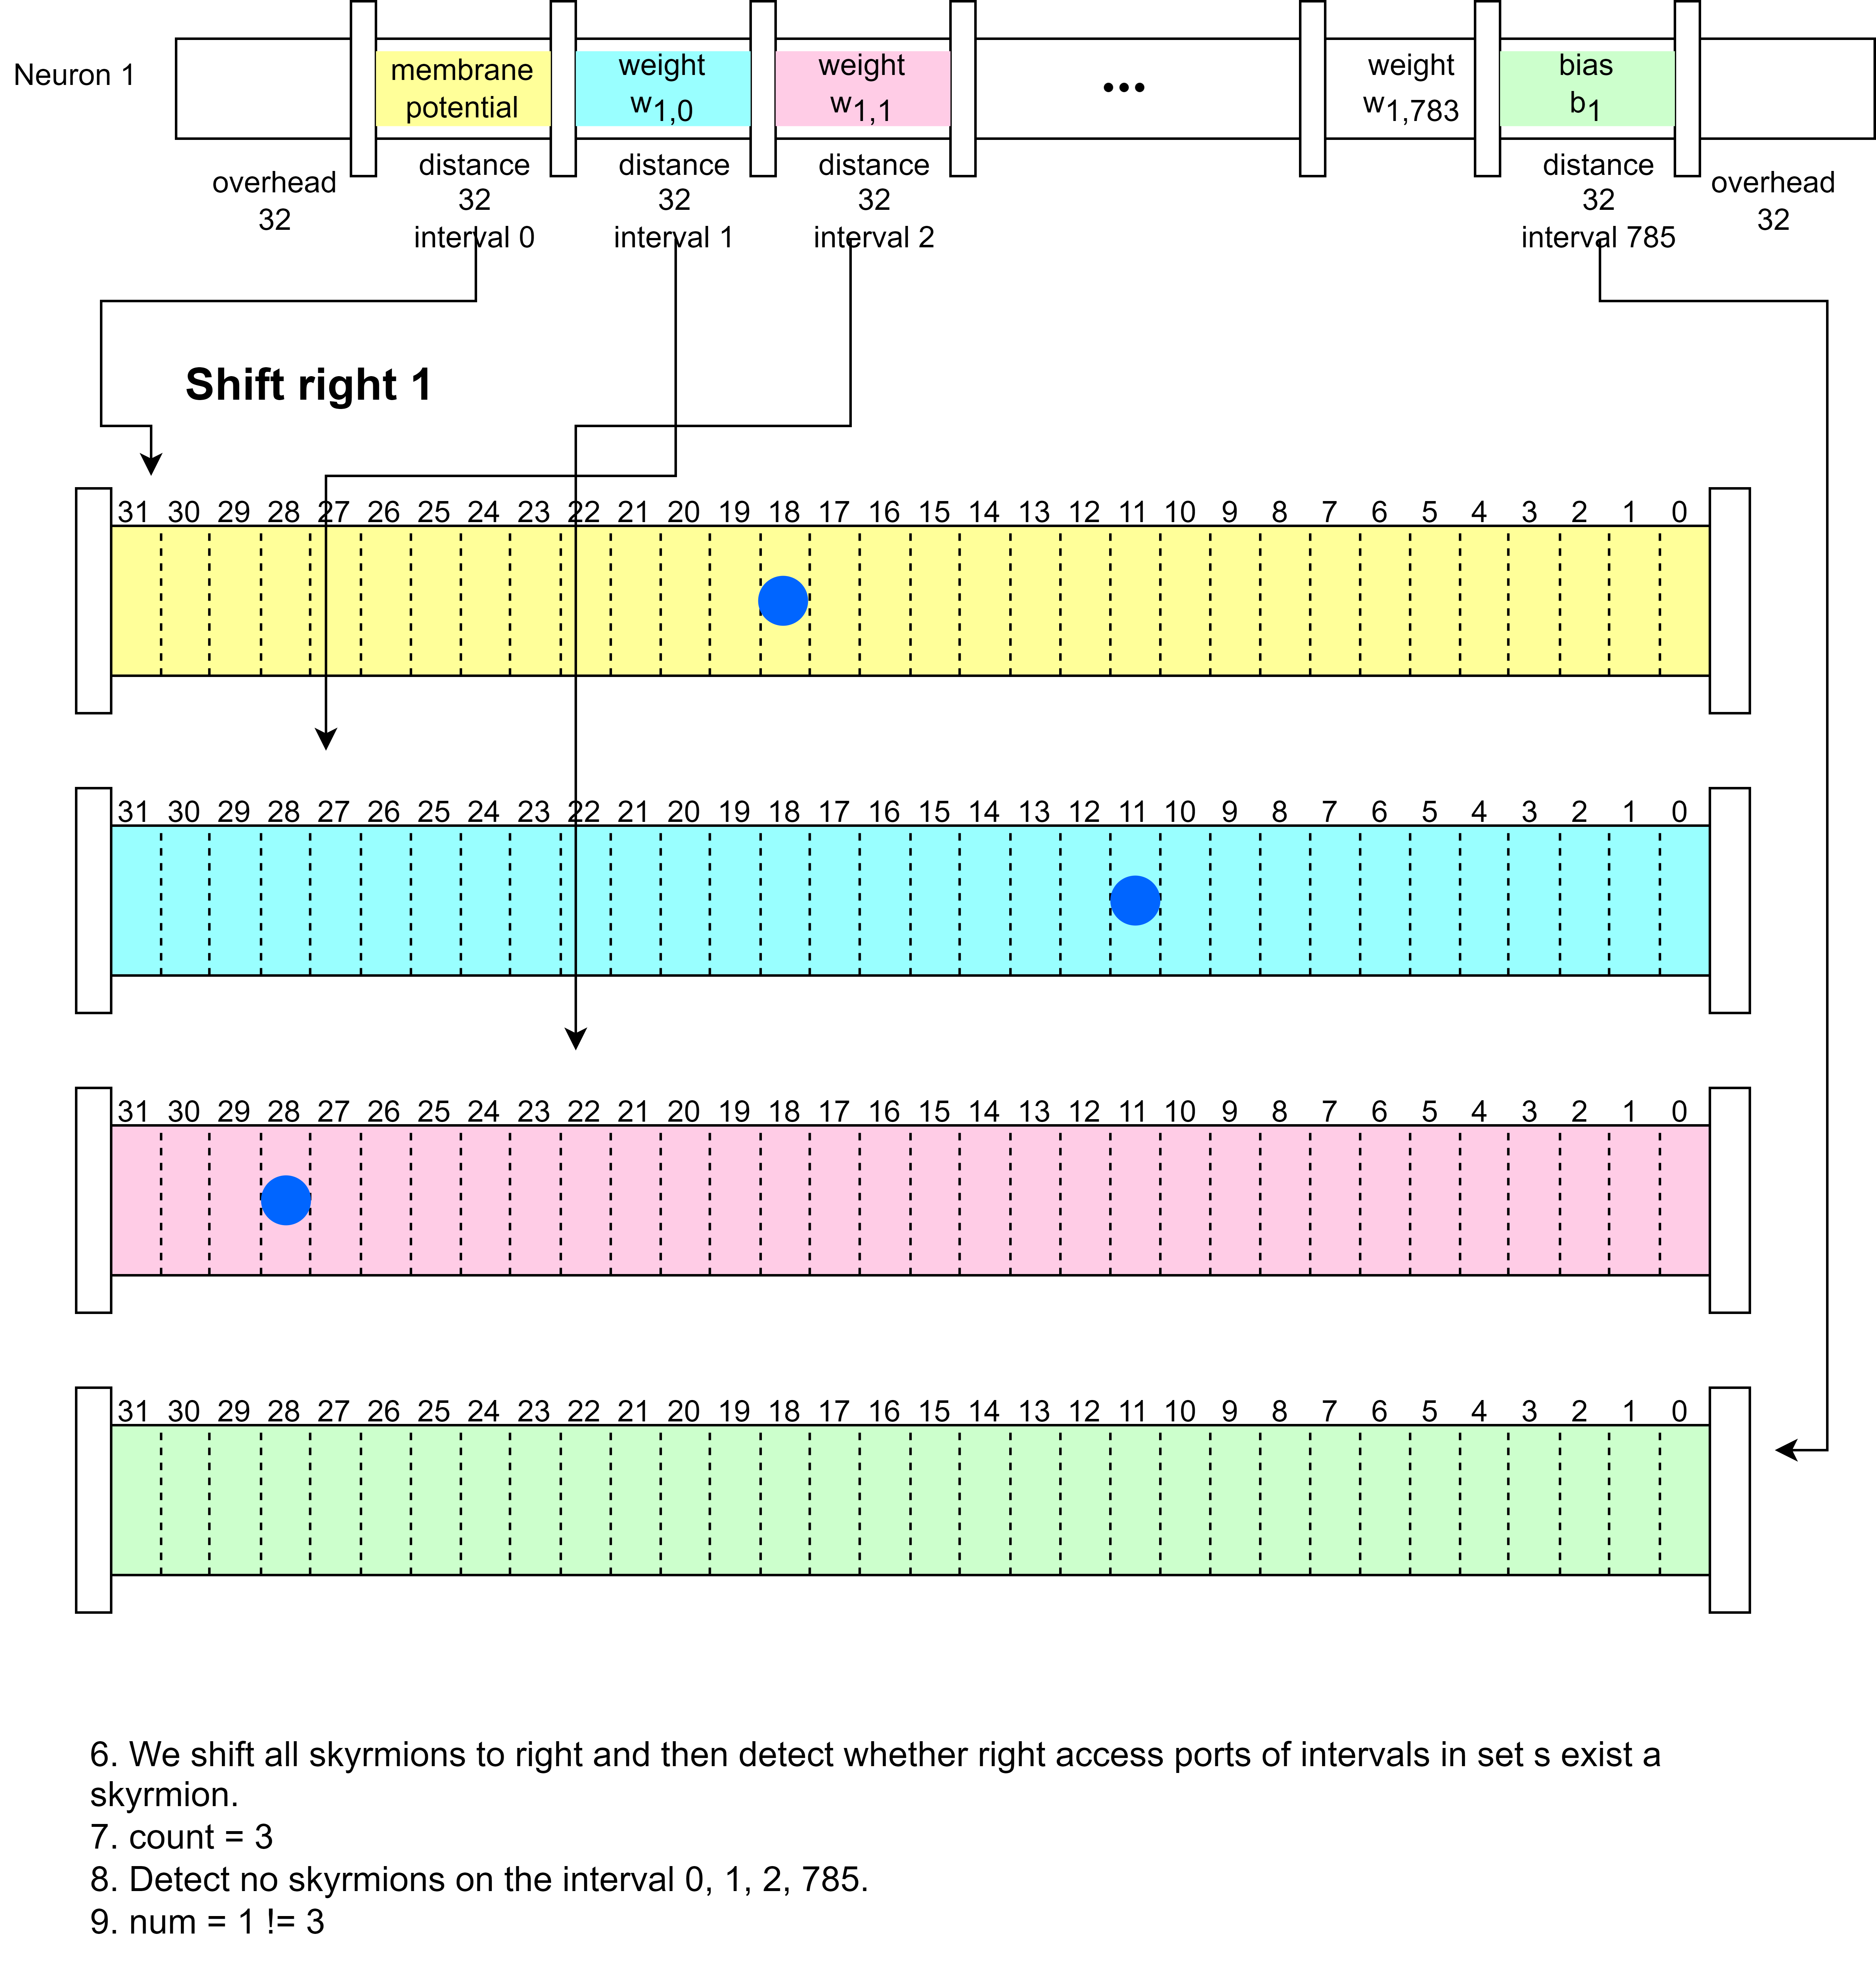 Neuron 1
membrane
potential
weight
w1,0
weight
w1,1
...
weight
w1,783
bias
b1
overhead
32
distance
32
interval 0
distance
32
interval 1
distance
32
interval 2
distance
32
interval 785
overhead
32
Shift right 1
31 30 29 28 27 26 25 24 23 22 21 20 19 18 17 16 15 14 13 12 11 10 9 8 7 6 5 4 3 2 1 0
31 30 29 28 27 26 25 24 23 22 21 20 19 18 17 16 15 14 13 12 11 10 9 8 7 6 5 4 3 2 1 0
31 30 29 28 27 26 25 24 23 22 21 20 19 18 17 16 15 14 13 12 11 10 9 8 7 6 5 4 3 2 1 0
31 30 29 28 27 26 25 24 23 22 21 20 19 18 17 16 15 14 13 12 11 10 9 8 7 6 5 4 3 2 1 0
6. We shift all skyrmions to right and then detect whether right access ports of intervals in set s exist a
skyrmion.
7. count = 3
8. Detect no skyrmions on the interval 0, 1, 2, 785.
9. num = 1 != 3